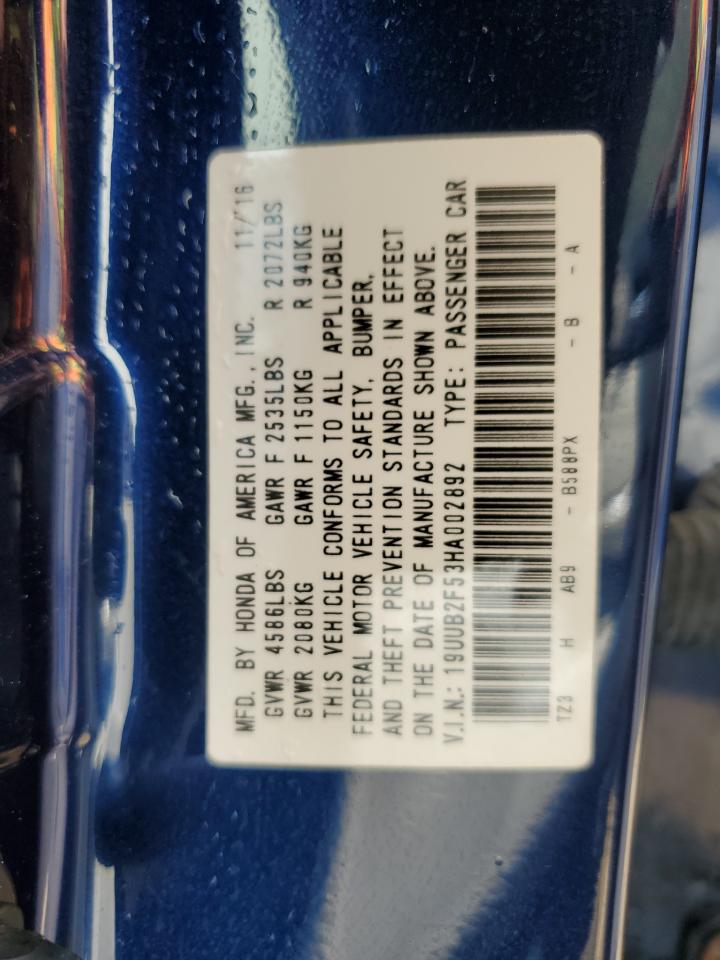 MFD. BY HONDA OF AMERICA MFG., INC. 11/16
GVWR 4586LBS GAWR F 2535LBS R 2072LBS
GVWR 2080KG GAWR F 1150KG R 940KG
THIS VEHICLE CONFORMS TO ALL APPLICABLE
FEDERAL MOTOR VEHICLE SAFETY, BUMPER,
AND THEFT PREVENTION STANDARDS IN EFFECT
ON THE DATE OF MANUFACTURE SHOWN ABOVE.
V.I.N.: 19UUB2F53HA002892 TYPE: PASSENGER CAR
TZ3 H AB9 - B588PX - B - A